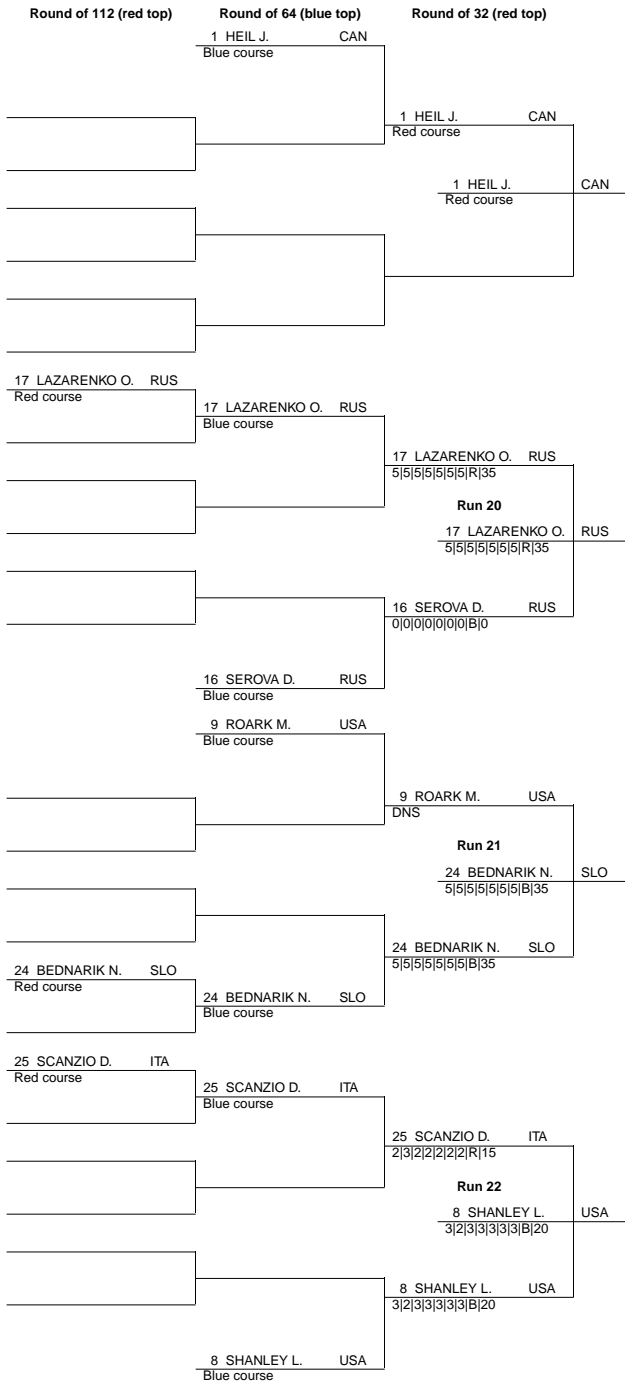 Round of 112 (red top) Round of 64 (blue top) Round of 32 (red top)
1 HEIL J. CAN
Blue course
1 HEIL J. CAN
Red course
1 HEIL J. CAN
Red course
17 LAZARENKO O. RUS
Red course
17 LAZARENKO O. RUS
Blue course
17 LAZARENKO O. RUS
5|5|5|5|5|5|5|R|35
Run 20
17 LAZARENKO O. RUS
5|5|5|5|5|5|5|R|35
16 SEROVA D. RUS
0|0|0|0|0|0|0|B|0
16 SEROVA D. RUS
Blue course
9 ROARK M. USA
Blue course
9 ROARK M. USA
DNS
Run 21
24 BEDNARIK N. SLO
5|5|5|5|5|5|5|B|35
24 BEDNARIK N. SLO
5|5|5|5|5|5|5|B|35
24 BEDNARIK N. SLO
Red course
24 BEDNARIK N. SLO
Blue course
25 SCANZIO D. ITA
Red course
25 SCANZIO D. ITA
Blue course
25 SCANZIO D. ITA
2|3|2|2|2|2|2|R|15
Run 22
8 SHANLEY L. USA
3|2|3|3|3|3|3|B|20
8 SHANLEY L. USA
3|2|3|3|3|3|3|B|20
8 SHANLEY L. USA
Blue course